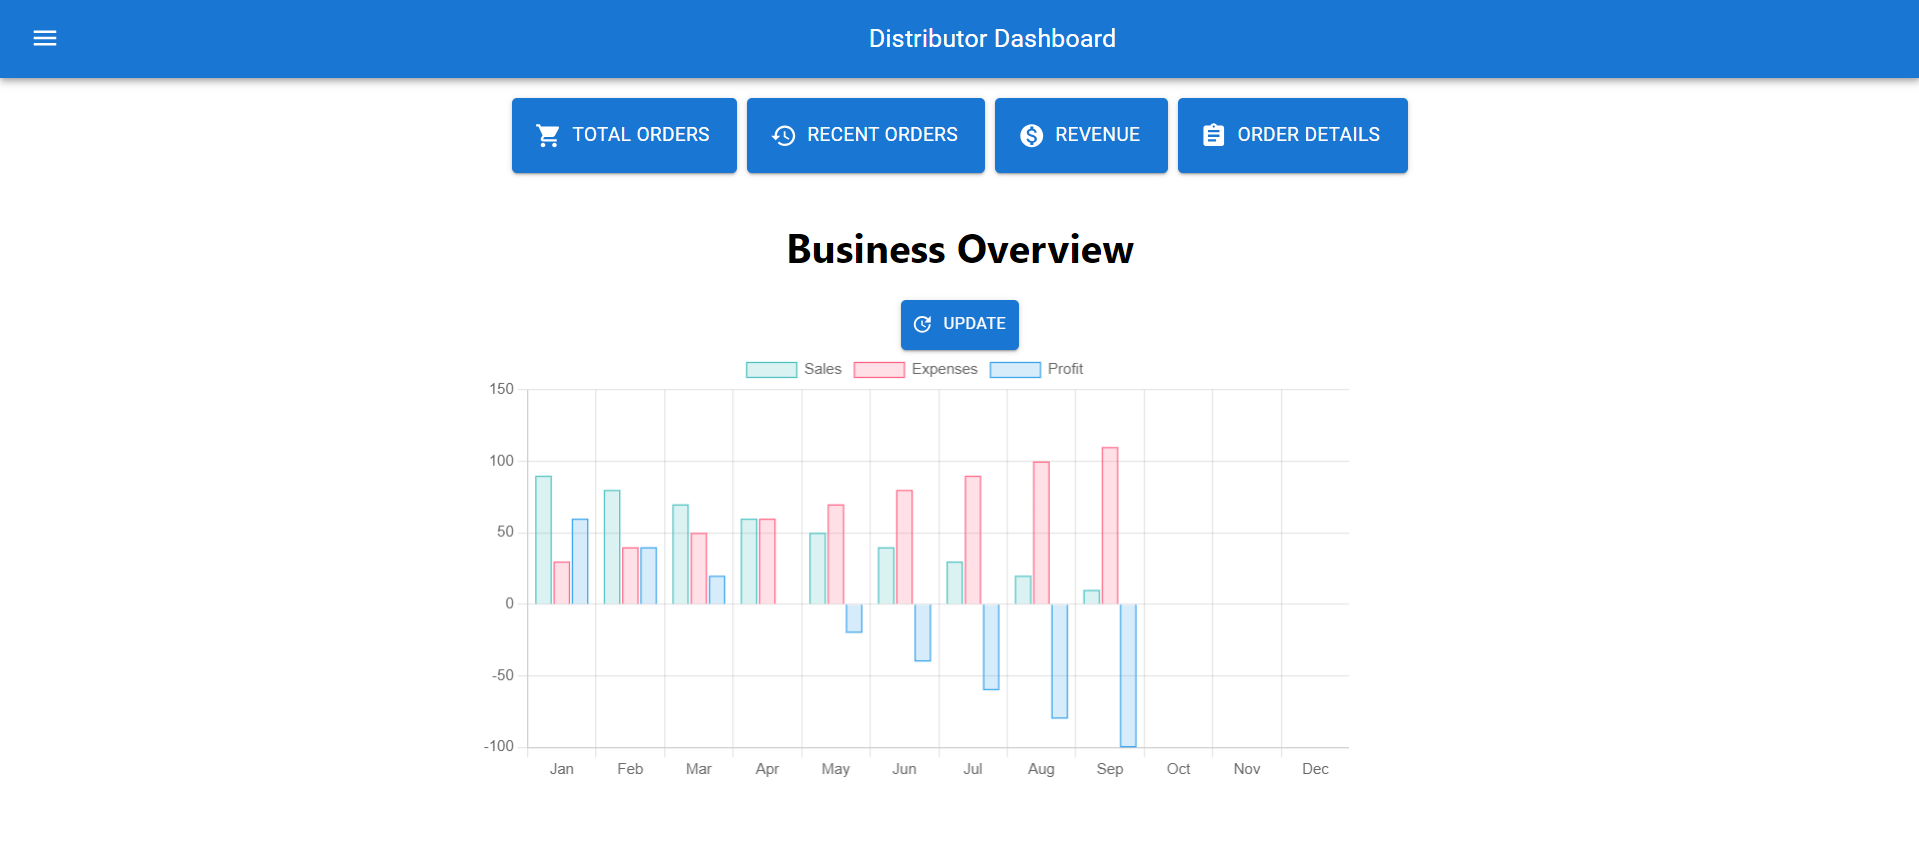 Distributor Dashboard
TOTAL ORDERS RECENT ORDERS REVENUE ORDER DETAILS
Business Overview
UPDATE
Sales Expenses Profit
150
100
50
0
-50
-100
Jan Feb Mar Apr May Jun Jul Aug Sep Oct Nov Dec